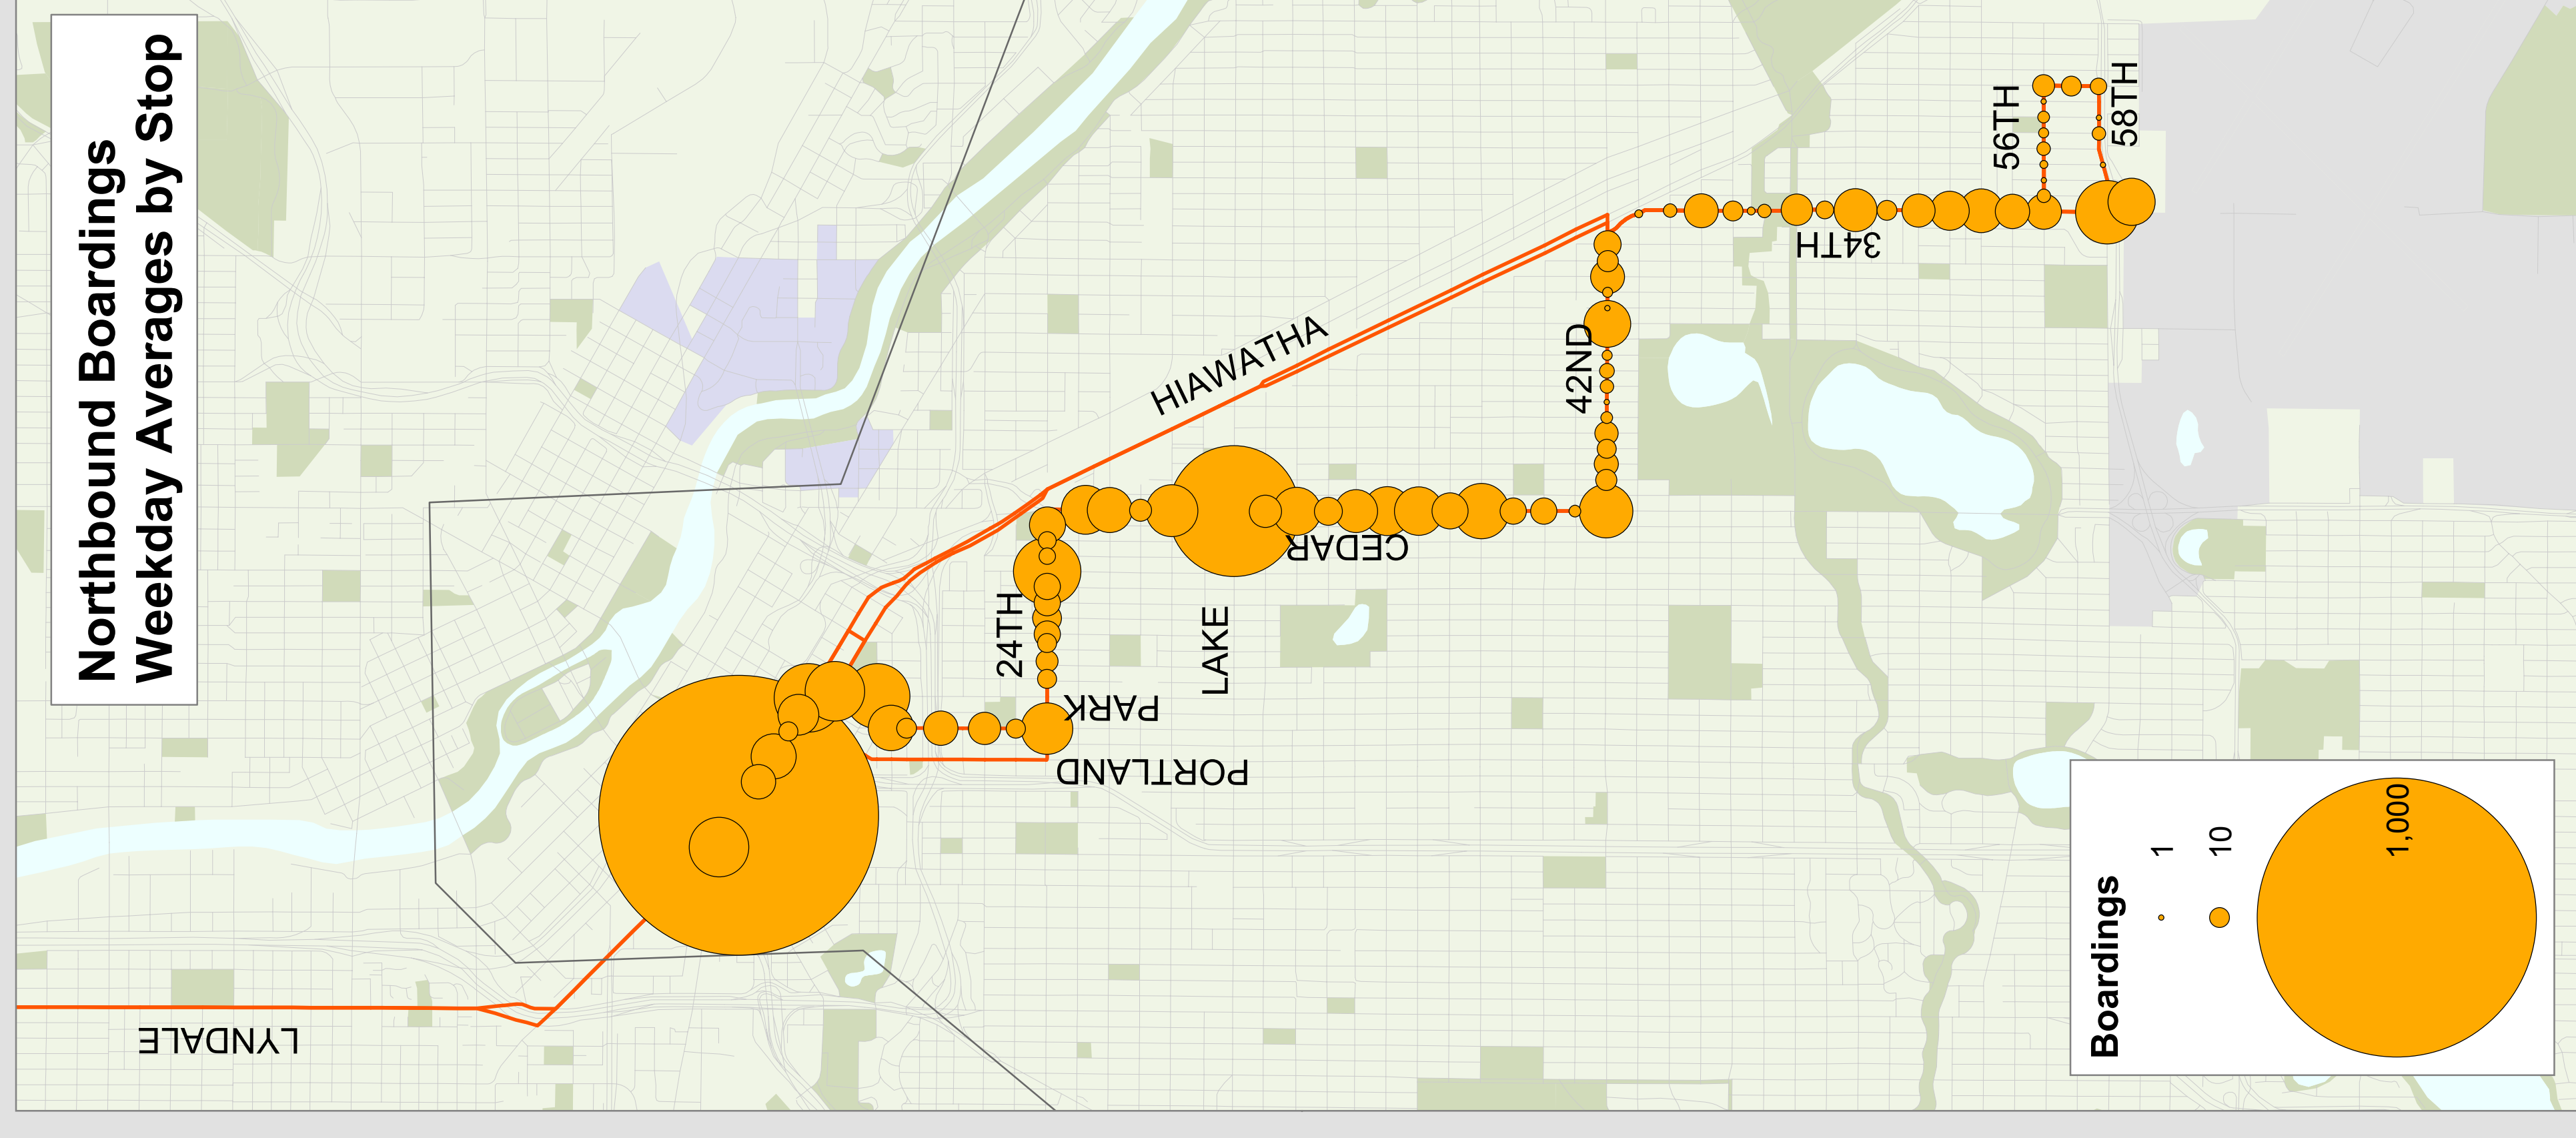 Northbound Boardings
Weekday Averages by Stop
LYNDALE
HIAWATHA
24TH
PARK
PORTLAND
LAKE
CEDAR
42ND
34TH
56TH
58TH
Boardings
1
10
1,000